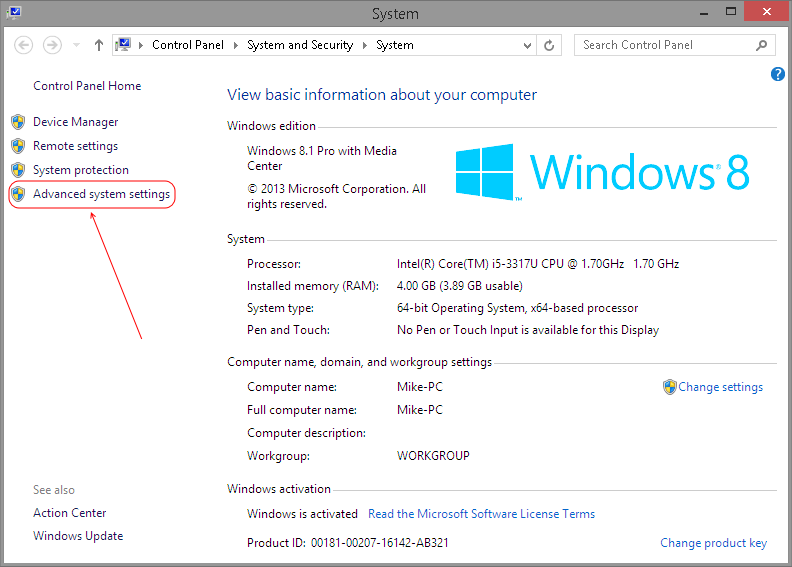 System
Control Panel System and Security System
Search Control Panel
?
Control Panel Home
Device Manager
Remote settings
System protection
Advanced system settings
See also
Action Center
Windows Update
View basic information about your computer
Windows edition
Windows 8.1 Pro with Media
Center
© 2013 Microsoft Corporation. All
rights reserved.
Windows® 8
™
System
Processor: Intel(R) Core(TM) i5-3317U CPU @ 1.70GHz 1.70 GHz
Installed memory (RAM): 4.00 GB (3.89 GB usable)
System type: 64-bit Operating System, x64-based processor
Pen and Touch: No Pen or Touch Input is available for this Display
Computer name, domain, and workgroup settings
Computer name: Mike-PC Change settings
Full computer name: Mike-PC
Computer description:
Workgroup: WORKGROUP
Windows activation
Windows is activated Read the Microsoft Software License Terms
Product ID: 00181-00207-16142-AB321 Change product key